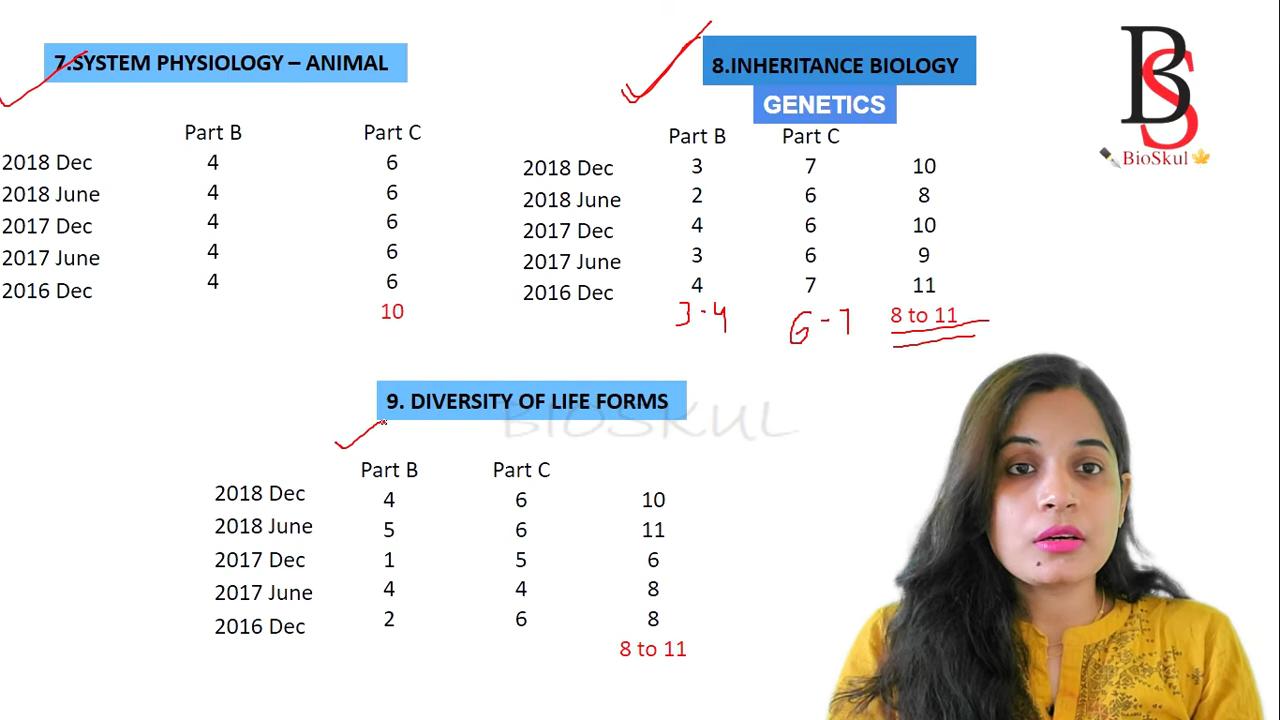 7.SYSTEM PHYSIOLOGY – ANIMAL
Part B Part C
2018 Dec 4 6
2018 June 4 6
2017 Dec 4 6
2017 June 4 6
2016 Dec 4 6
10
8.INHERITANCE BIOLOGY
GENETICS
Part B Part C
2018 Dec 3 7 10
2018 June 2 6 8
2017 Dec 4 6 10
2017 June 3 6 9
2016 Dec 4 7 11
3-4 6-7 8 to 11
BS
BioSkul
9. DIVERSITY OF LIFE FORMS
BIOSKUL
Part B Part C
2018 Dec 4 6 10
2018 June 5 6 11
2017 Dec 1 5 6
2017 June 4 4 8
2016 Dec 2 6 8
8 to 11